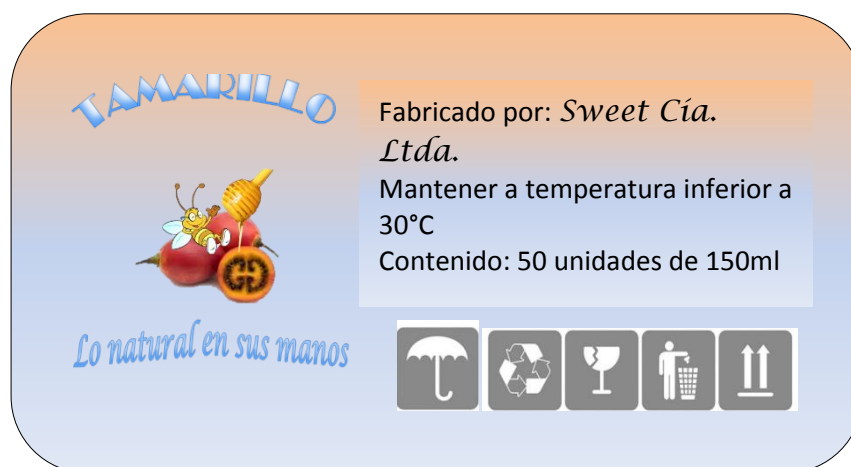 TAMARILLO
Fabricado por: Sweet Cía.
Ltda.
Mantener a temperatura inferior a
30°C
Contenido: 50 unidades de 150ml
Lo natural en sus manos